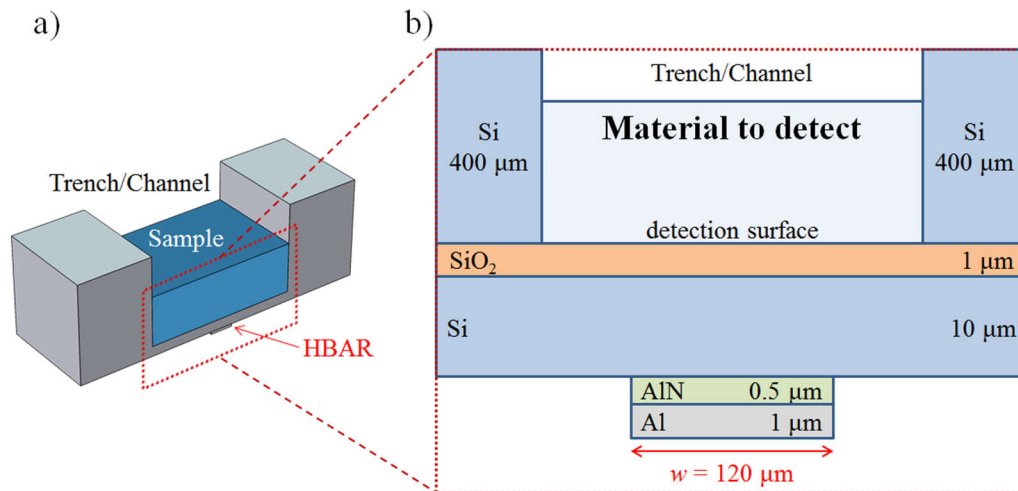 a)
Trench/Channel
Sample
HBAR
b)
Trench/Channel
Si
400 µm
Material to detect
Si
400 µm
detection surface
SiO₂ 1 µm
Si 10 µm
AlN 0.5 µm
Al 1 µm
w = 120 µm